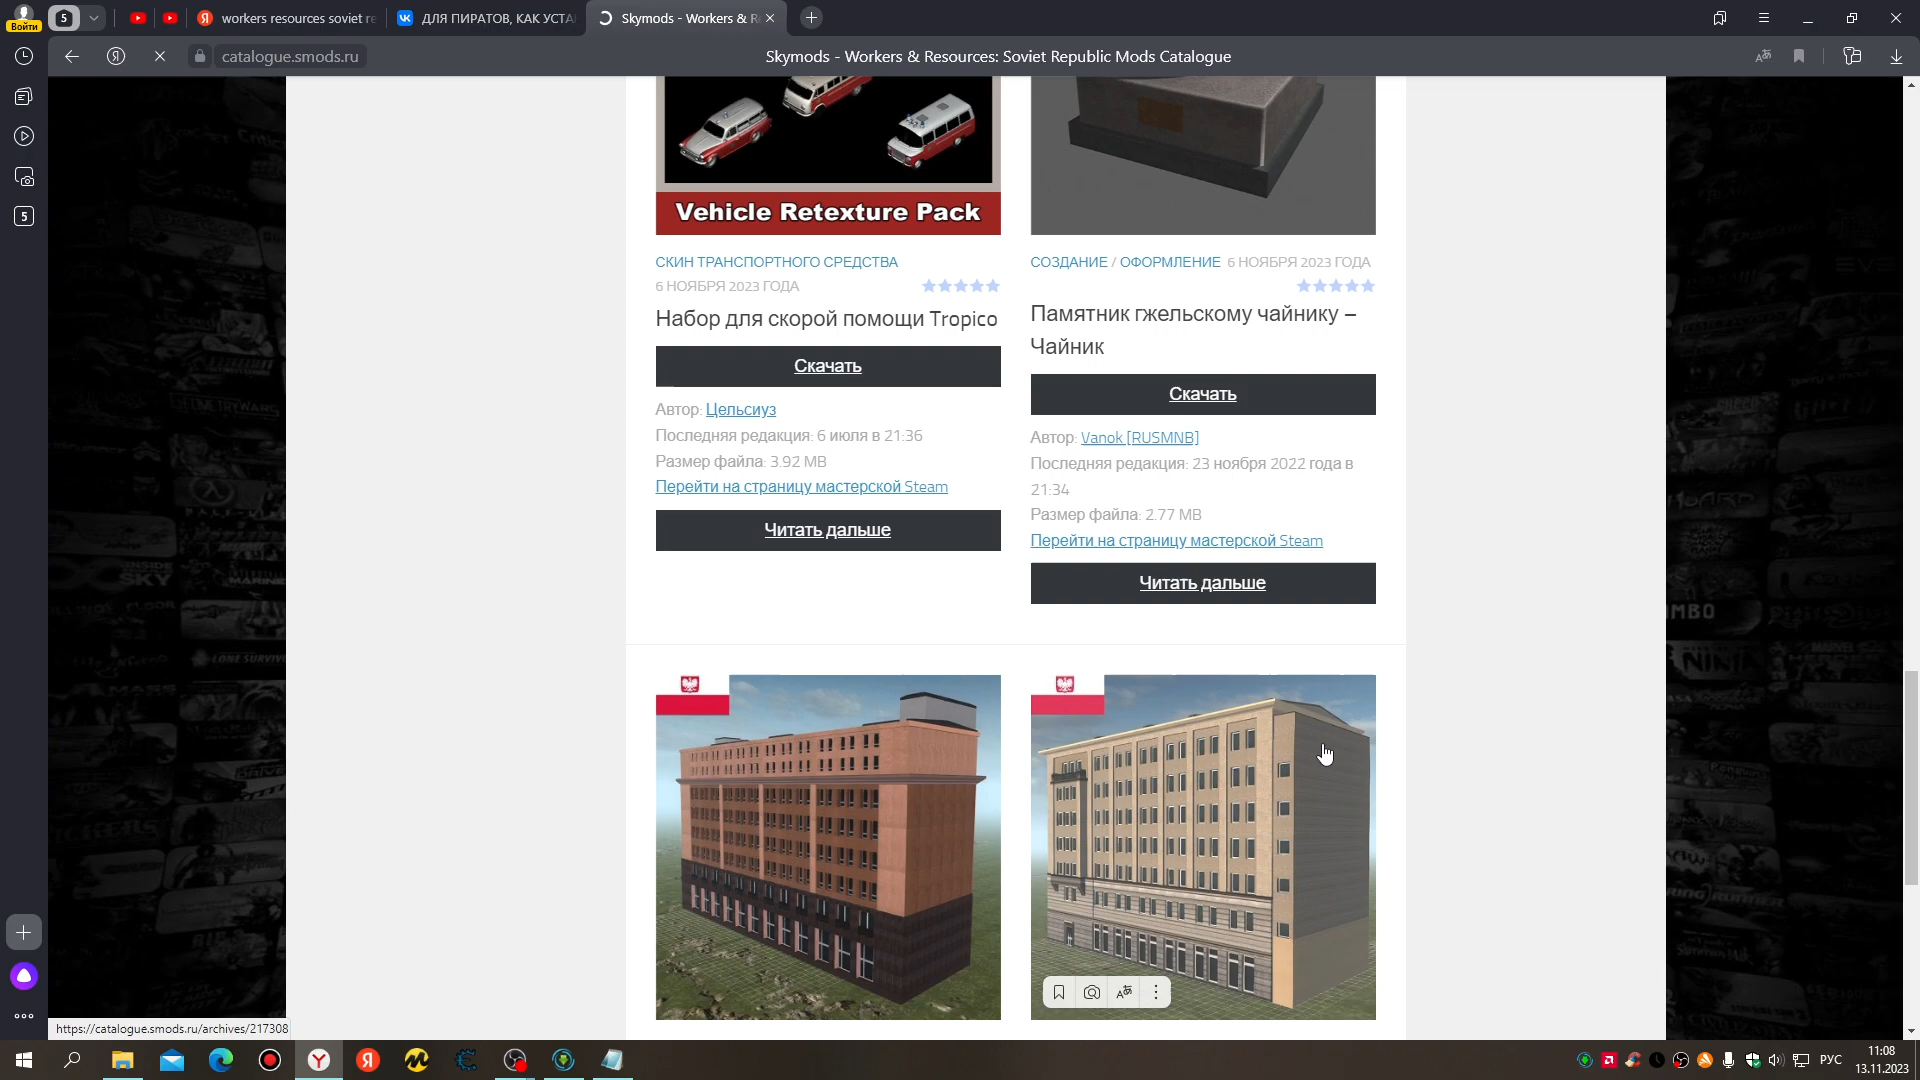 Войти
5
workers resources soviet re
ДЛЯ ПИРАТОВ, КАК УСТА
Skymods - Workers & R
catalogue.smods.ru
Skymods - Workers & Resources: Soviet Republic Mods Catalogue
5
Vehicle Retexture Pack
СКИН ТРАНСПОРТНОГО СРЕДСТВА
6 НОЯБРЯ 2023 ГОДА
Набор для скорой помощи Tropico
Скачать
Автор: Цельсиуз
Последняя редакция: 6 июля в 21:36
Размер файла: 3.92 MB
Перейти на страницу мастерской Steam
Читать дальше
СОЗДАНИЕ / ОФОРМЛЕНИЕ 6 НОЯБРЯ 2023 ГОДА
Памятник гжельскому чайнику –
Чайник
Скачать
Автор: Vanok [RUSMNB]
Последняя редакция: 23 ноября 2022 года в
21:34
Размер файла: 2.77 MB
Перейти на страницу мастерской Steam
Читать дальше
https://catalogue.smods.ru/archives/217308
РУС
11:08
13.11.2023